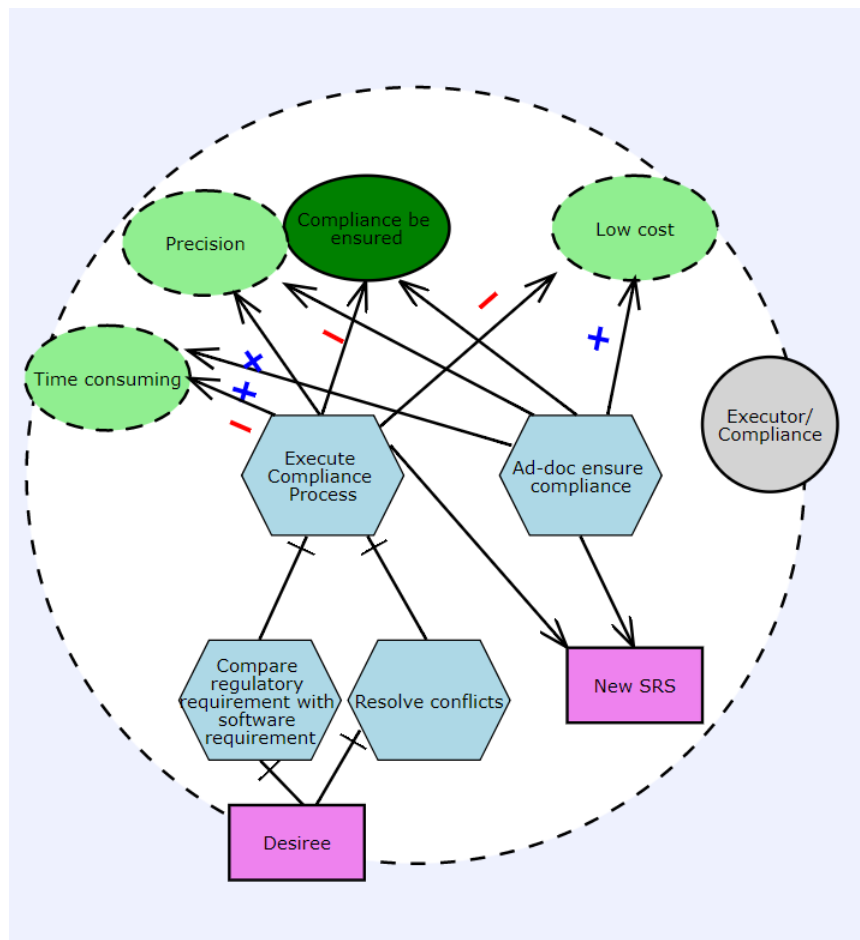 Compliance be
ensured
Precision
Low cost
Time consuming
Executor/
Compliance
Execute
Compliance
Process
Ad-doc ensure
compliance
Compare
regulatory
requirement with
software
requirement
Resolve conflicts
New SRS
Desiree